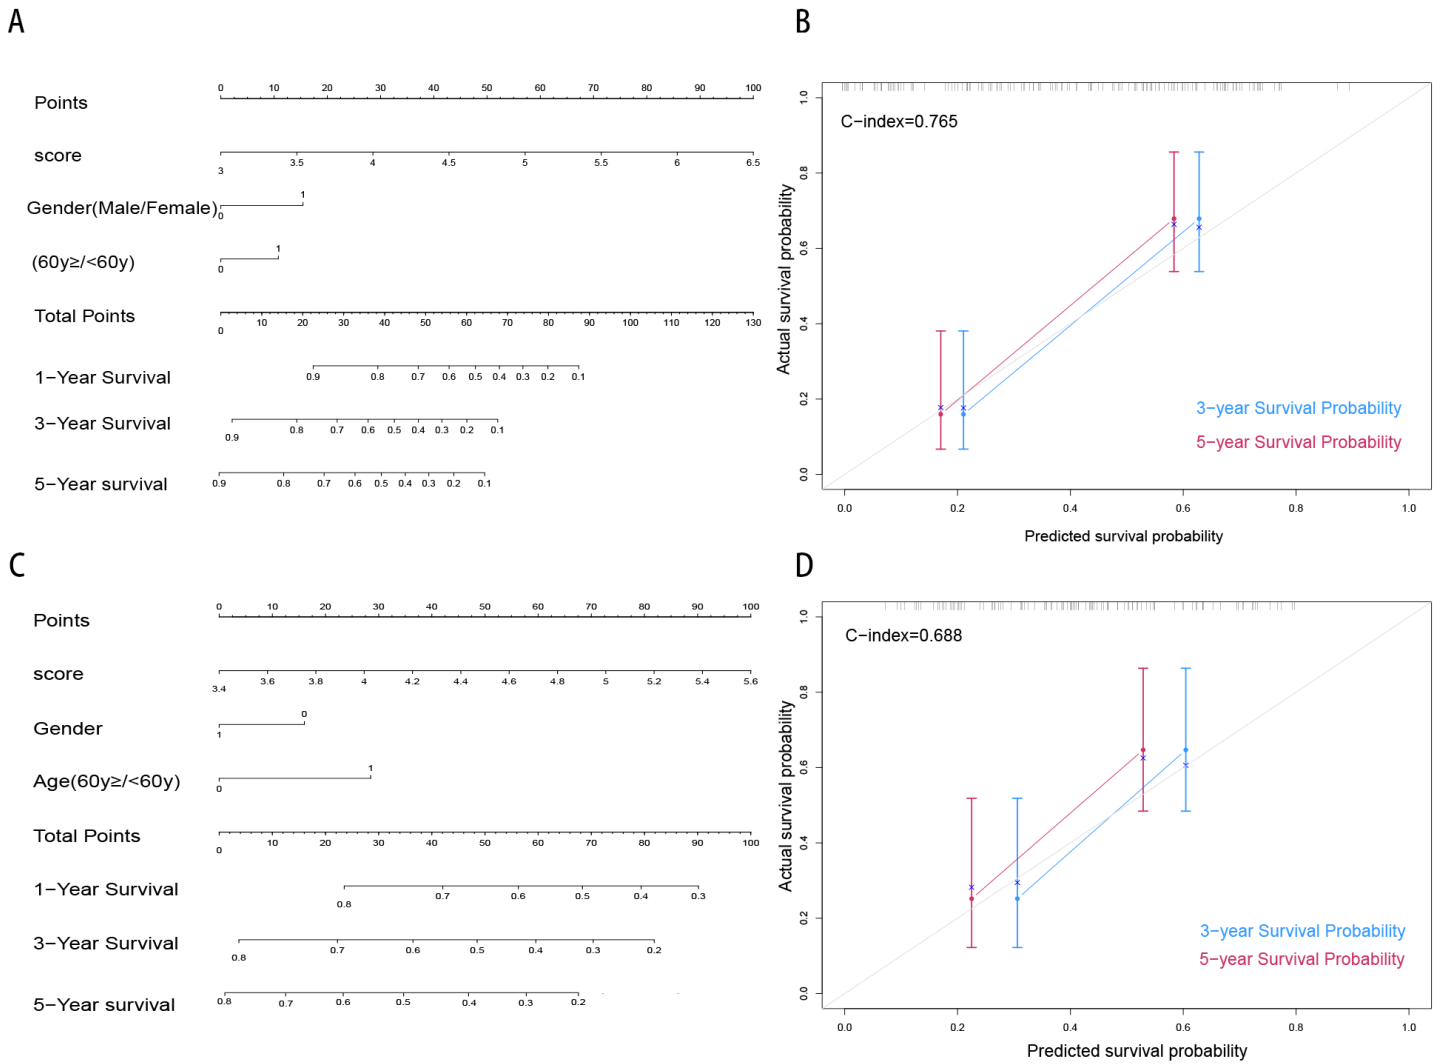 A
Points
0 10 20 30 40 50 60 70 80 90 100
score
3 3.5 4 4.5 5 5.5 6 6.5
Gender(Male/Female)
0 1
(60y≥/<60y)
0 1
Total Points
0 10 20 30 40 50 60 70 80 90 100 110 120 130
1-Year Survival
0.9 0.8 0.7 0.6 0.5 0.4 0.3 0.2 0.1
3-Year Survival
0.9 0.8 0.7 0.6 0.5 0.4 0.3 0.2 0.1
5-Year survival
0.9 0.8 0.7 0.6 0.5 0.4 0.3 0.2 0.1
B
C-index=0.765
Actual survival probability
1.0
0.8
0.6
0.4
0.2
0.0
3-year Survival Probability
5-year Survival Probability
0.0 0.2 0.4 0.6 0.8 1.0
Predicted survival probability
C
Points
0 10 20 30 40 50 60 70 80 90 100
score
3.4 3.6 3.8 4 4.2 4.4 4.6 4.8 5 5.2 5.4 5.6
Gender
1 0
Age(60y≥/<60y)
0 1
Total Points
0 10 20 30 40 50 60 70 80 90 100
1-Year Survival
0.8 0.7 0.6 0.5 0.4 0.3
3-Year Survival
0.8 0.7 0.6 0.5 0.4 0.3 0.2
5-Year survival
0.8 0.7 0.6 0.5 0.4 0.3 0.2
D
C-index=0.688
Actual survival probability
1.0
0.8
0.6
0.4
0.2
0.0
3-year Survival Probability
5-year Survival Probability
0.0 0.2 0.4 0.6 0.8 1.0
Predicted survival probability